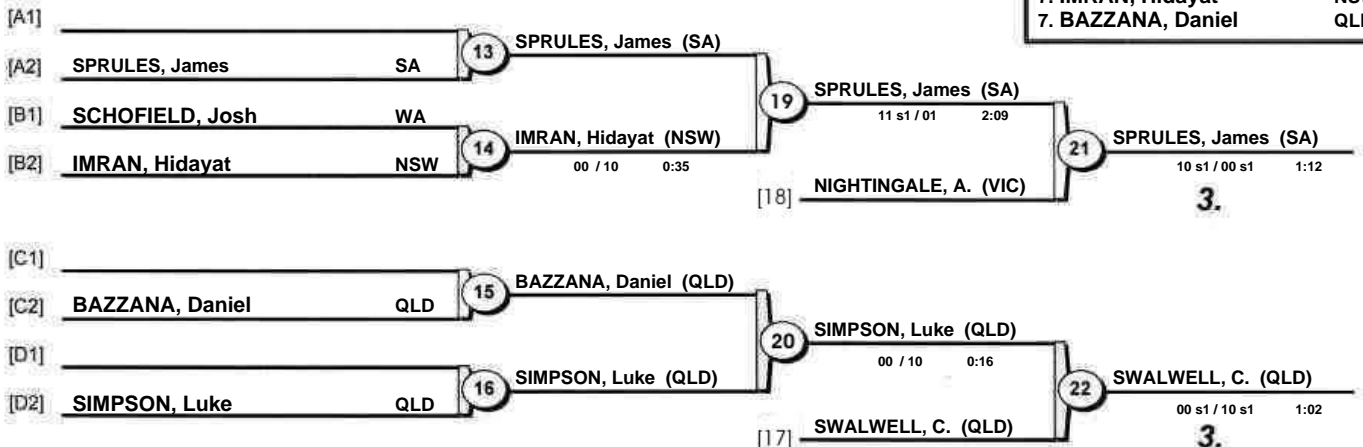 7. IMRAN, Hidayat
7. BAZZANA, Daniel QL
[A1]
[A2] SPRULES, James SA
13 SPRULES, James (SA)
[B1] SCHOFIELD, Josh WA
[B2] IMRAN, Hidayat NSW
14 IMRAN, Hidayat (NSW)
00 / 10 0:35
19 SPRULES, James (SA)
11 s1 / 01 2:09
[18] NIGHTINGALE, A. (VIC)
21 SPRULES, James (SA)
10 s1 / 00 s1 1:12
3.
[C1]
[C2] BAZZANA, Daniel QLD
15 BAZZANA, Daniel (QLD)
[D1]
[D2] SIMPSON, Luke QLD
16 SIMPSON, Luke (QLD)
20 SIMPSON, Luke (QLD)
00 / 10 0:16
[17] SWALWELL, C. (QLD)
22 SWALWELL, C. (QLD)
00 s1 / 10 s1 1:02
3.